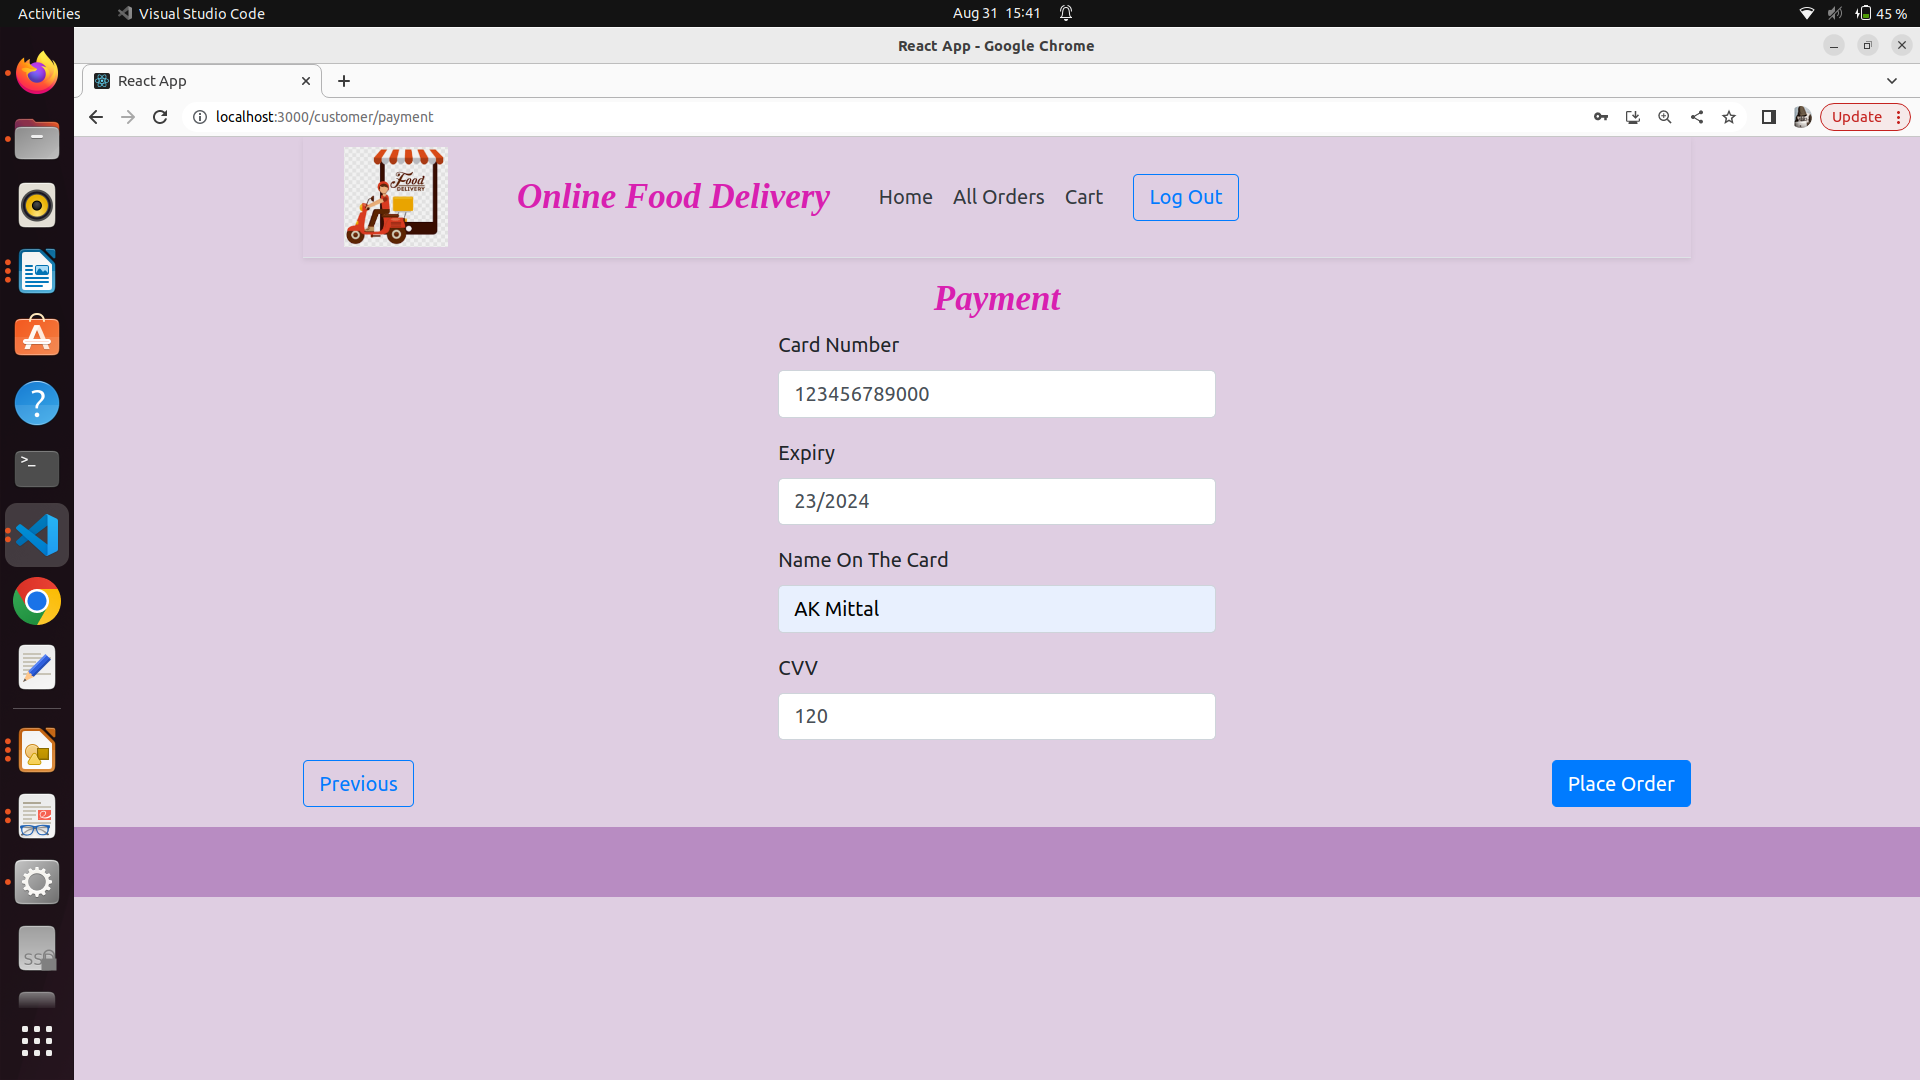 Activities Visual Studio Code Aug 31 15:41 45 %
React App - Google Chrome
React App
localhost:3000/customer/payment Update
Food
DELIVERY
Online Food Delivery Home All Orders Cart Log Out
Payment
Card Number
123456789000
Expiry
23/2024
Name On The Card
AK Mittal
CVV
120
Previous Place Order